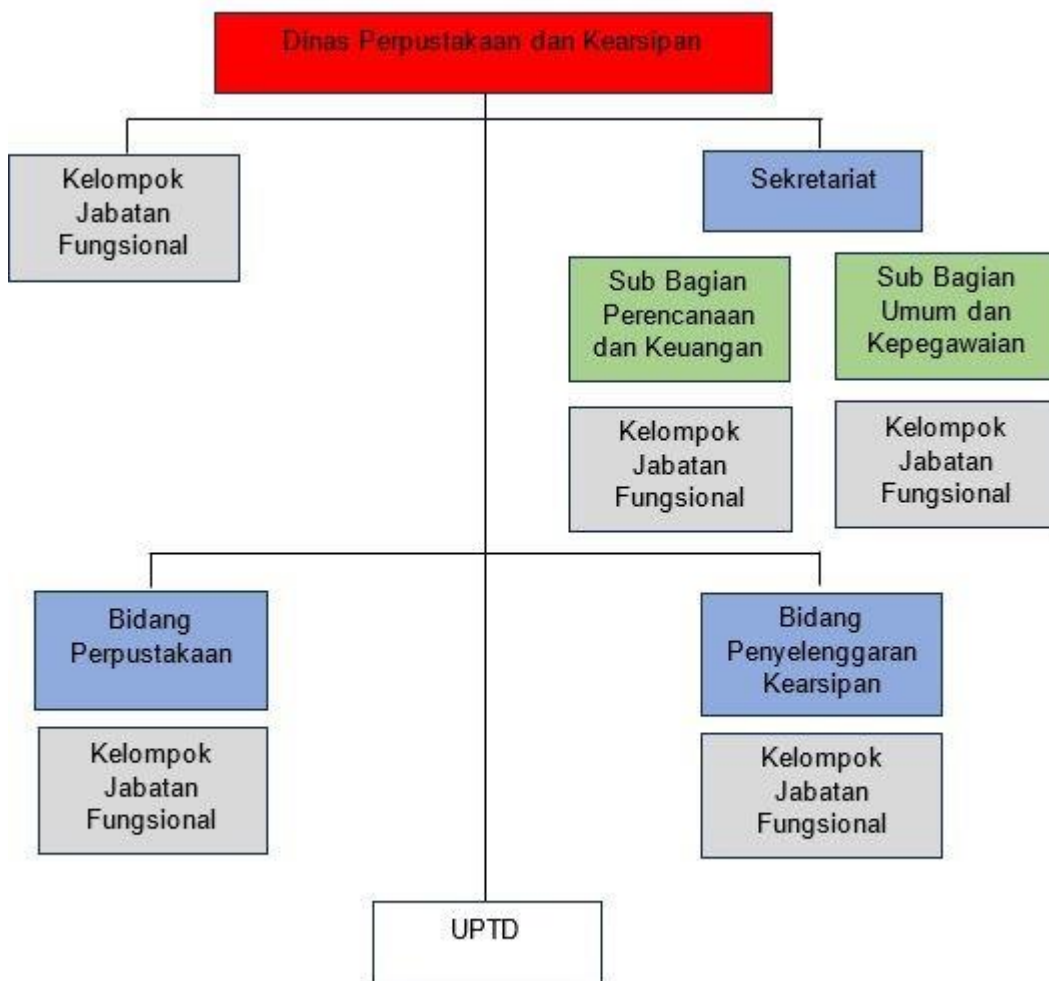 Dinas Perpustakaan dan Kearsipan
Kelompok
Jabatan
Fungsional
Sekretariat
Sub Bagian
Perencanaan
dan Keuangan
Sub Bagian
Umum dan
Kepegawaian
Kelompok
Jabatan
Fungsional
Kelompok
Jabatan
Fungsional
Bidang
Perpustakaan
Bidang
Penyelenggaran
Kearsipan
Kelompok
Jabatan
Fungsional
Kelompok
Jabatan
Fungsional
UPTD